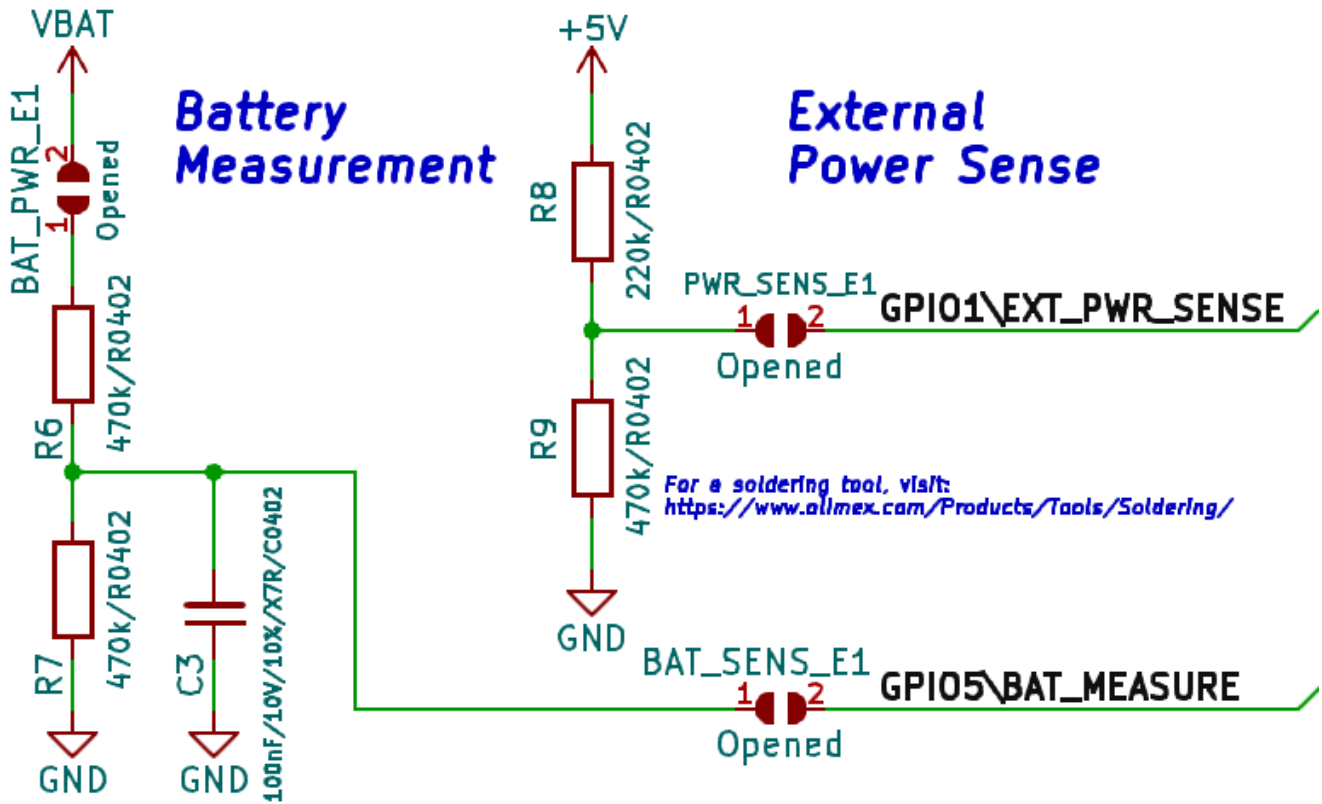 VBAT
BAT_PWR_E1
2
1
Opened
Battery
Measurement
R6
470k/R0402
R7
470k/R0402
GND
C3
100nF/10V/10%/X7R/C0402
GND
+5V
External
Power Sense
R8
220k/R0402
PWR_SENS_E1
1 2
Opened
GPIO1\EXT_PWR_SENSE
R9
470k/R0402
For a soldering tool, visit:
https://www.olimex.com/Products/Tools/Soldering/
GND
BAT_SENS_E1
1 2
Opened
GPIO5\BAT_MEASURE